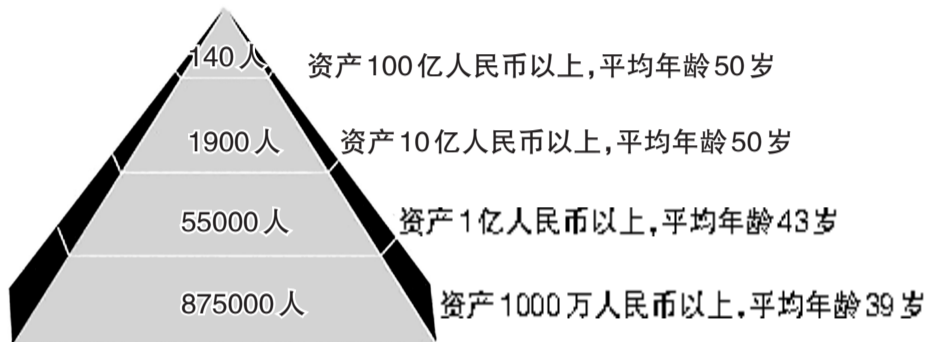 140人
资产100亿人民币以上,平均年龄50岁
1900人
资产10亿人民币以上,平均年龄50岁
55000人
资产1亿人民币以上,平均年龄43岁
875000人
资产1000万人民币以上,平均年龄39岁